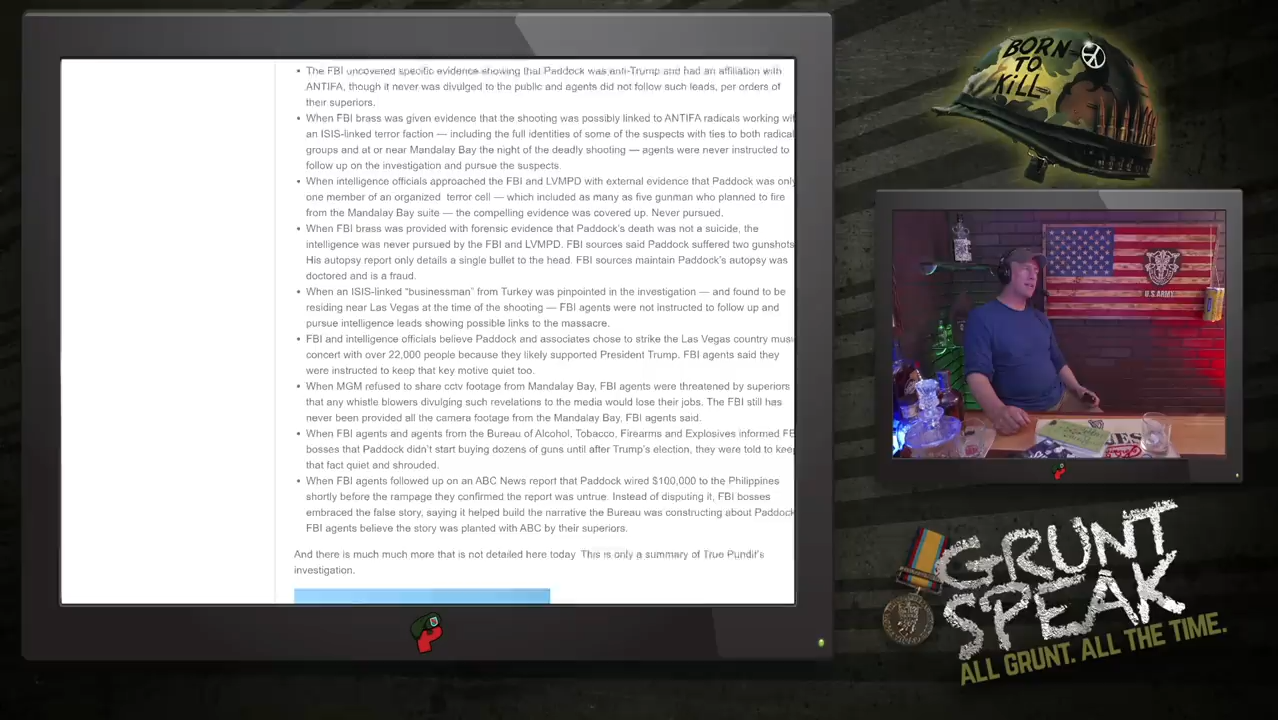 The FBI uncovered specific evidence showing that Paddock was anti-Trump and had an affiliation with
ANTIFA, though it never was divulged to the public and agents did not follow such leads, per orders of
their superiors.
When FBI brass was given evidence that the shooting was possibly linked to ANTIFA radicals working wit
an ISIS-linked terror faction — including the full identities of some of the suspects with ties to both radical
groups and at or near Mandalay Bay the night of the deadly shooting — agents were never instructed to
follow up on the investigation and pursue the suspects.
When intelligence officials approached the FBI and LVMPD with external evidence that Paddock was only
one member of an organized terror cell — which included as many as five gunman who planned to fire
from the Mandalay Bay suite — the compelling evidence was covered up. Never pursued.
When FBI brass was provided with forensic evidence that Paddock's death was not a suicide, the
intelligence was never pursued by the FBI and LVMPD. FBI sources said Paddock suffered two gunshots
His autopsy report only details a single bullet to the head. FBI sources maintain Paddock's autopsy was
doctored and is a fraud.
When an ISIS-linked “businessman” from Turkey was pinpointed in the investigation — and found to be
residing near Las Vegas at the time of the shooting — FBI agents were not instructed to follow up and
pursue intelligence leads showing possible links to the massacre.
FBI and intelligence officials believe Paddock and associates chose to strike the Las Vegas country musi
concert with over 22,000 people because they likely supported President Trump. FBI agents said they
were instructed to keep that key motive quiet too.
When MGM refused to share cctv footage from Mandalay Bay, FBI agents were threatened by superiors
that any whistle blowers divulging such revelations to the media would lose their jobs. The FBI still has
never been provided all the camera footage from the Mandalay Bay, FBI agents said.
When FBI agents and agents from the Bureau of Alcohol, Tobacco, Firearms and Explosives informed FB
bosses that Paddock didn't start buying dozens of guns until after Trump's election, they were told to keep
that fact quiet and shrouded.
When FBI agents followed up on an ABC News report that Paddock wired $100,000 to the Philippines
shortly before the rampage they confirmed the report was untrue. Instead of disputing it, FBI bosses
embraced the false story, saying it helped build the narrative the Bureau was constructing about Paddock
FBI agents believe the story was planted with ABC by their superiors.
And there is much much more that is not detailed here today This is only a summary of True Pundit's
investigation.
BORN
TO
KiLL
U.S. ARMY
GRUNT
SPEAK
ALL GRUNT. ALL THE TIME.